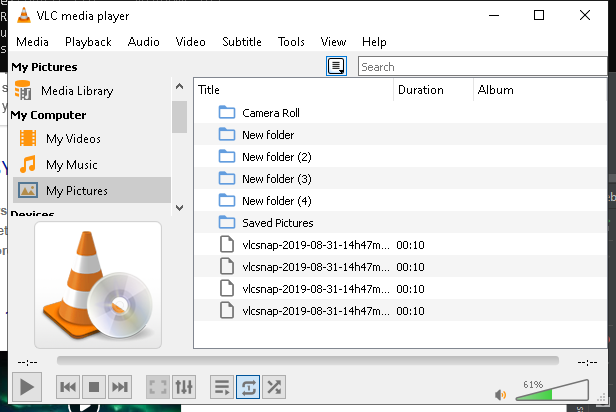 VLC media player
Media Playback Audio Video Subtitle Tools View Help
My Pictures
Search
Media Library
My Computer
My Videos
My Music
My Pictures
Devices
Title Duration Album
Camera Roll
New folder
New folder (2)
New folder (3)
New folder (4)
Saved Pictures
vlcsnap-2019-08-31-14h47m... 00:10
vlcsnap-2019-08-31-14h47m... 00:10
vlcsnap-2019-08-31-14h47m... 00:10
vlcsnap-2019-08-31-14h47m... 00:10
--:-- --:--
61%